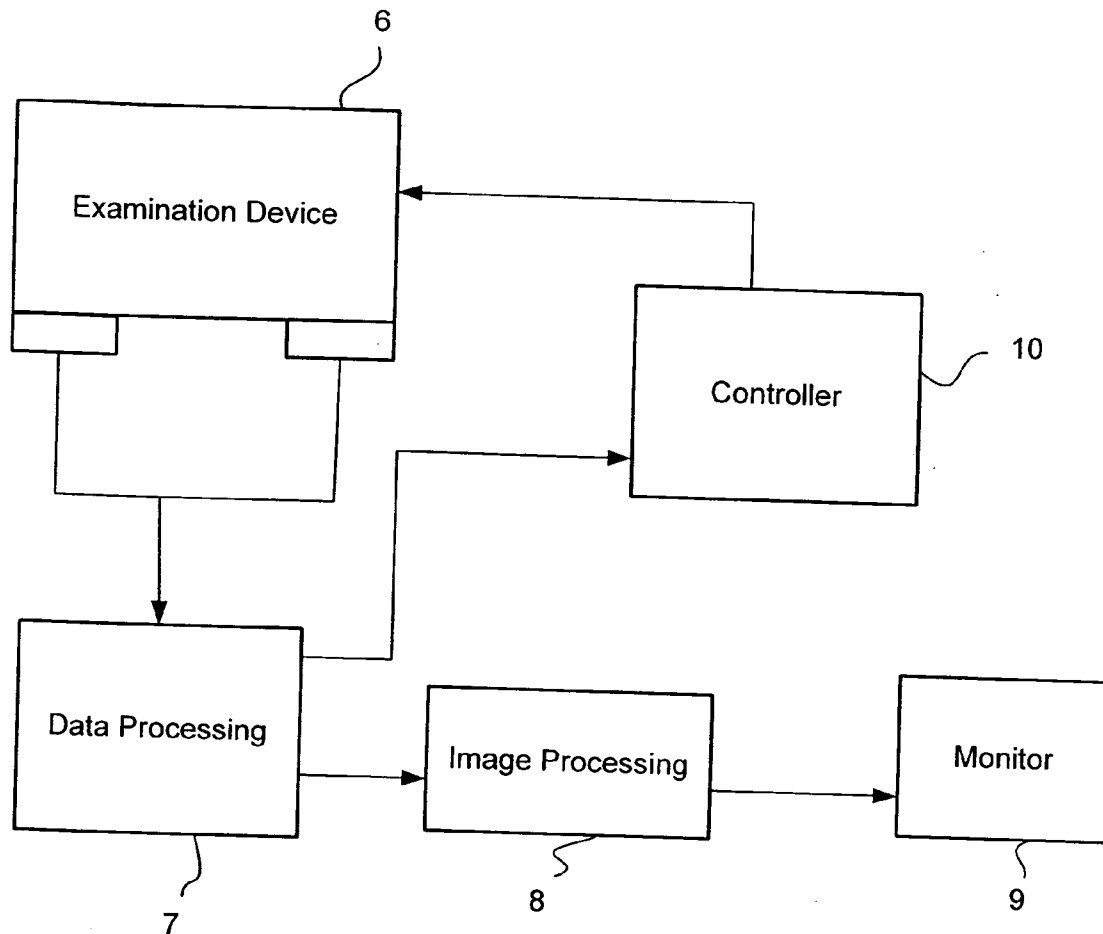 6
Examination Device
10
Controller
Data Processing
Image Processing
Monitor
7
8
9